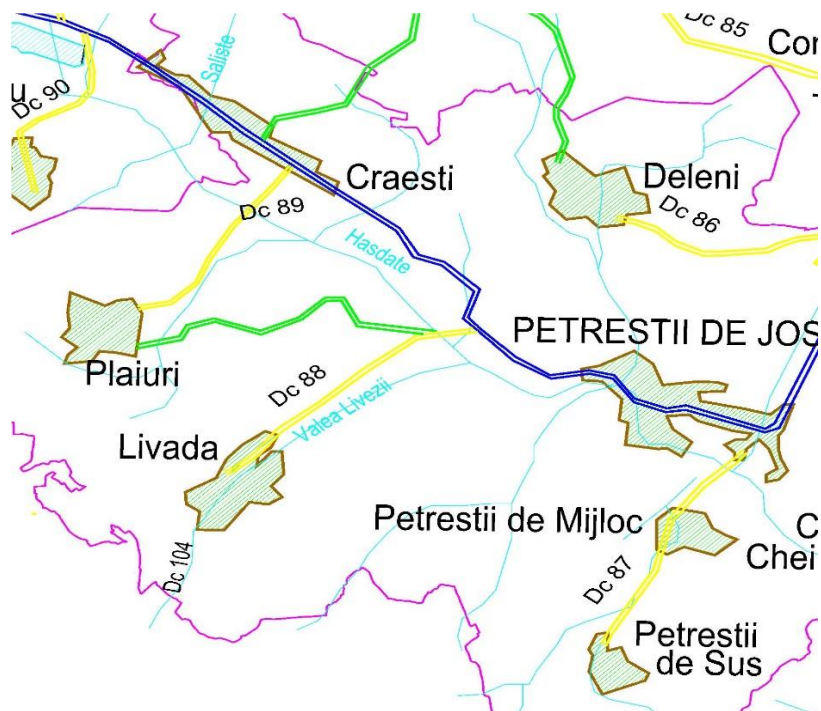 Dc 85
Saliste
u
Dc 90
Craesti
Deleni
Dc 89
Dc 86
Hasdate
PETRESTII DE JOS
Plaiuri
Dc 88
Valea-Livezii
Livada
Petrestii de Mijloc
Chei
Dc 104
Dc 87
Petrestii
de Sus